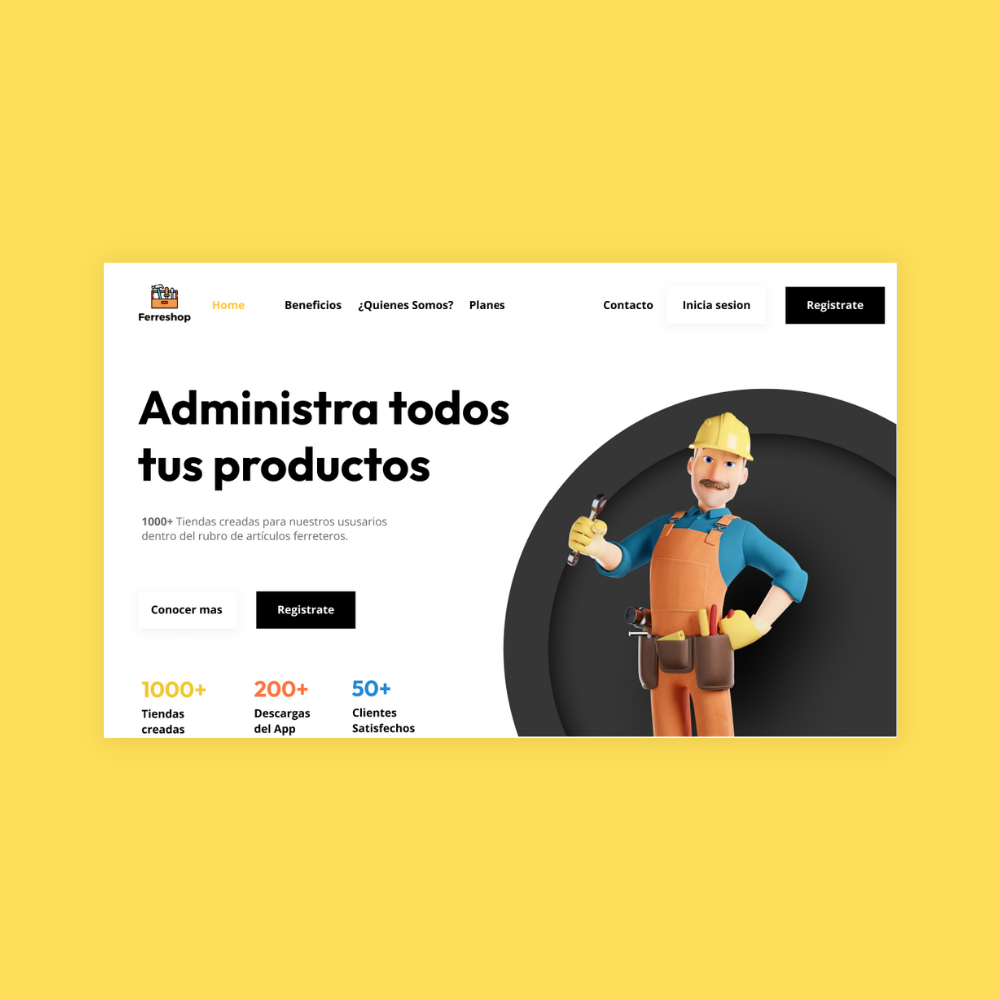 Ferreshop
Home
Beneficios
¿Quienes Somos?
Planes
Contacto
Inicia sesion
Registrate
Administra todos
tus productos
1000+ Tiendas creadas para nuestros ususarios
dentro del rubro de artículos ferreteros.
Conocer mas
Registrate
1000+
Tiendas
creadas
200+
Descargas
del App
50+
Clientes
Satisfechos